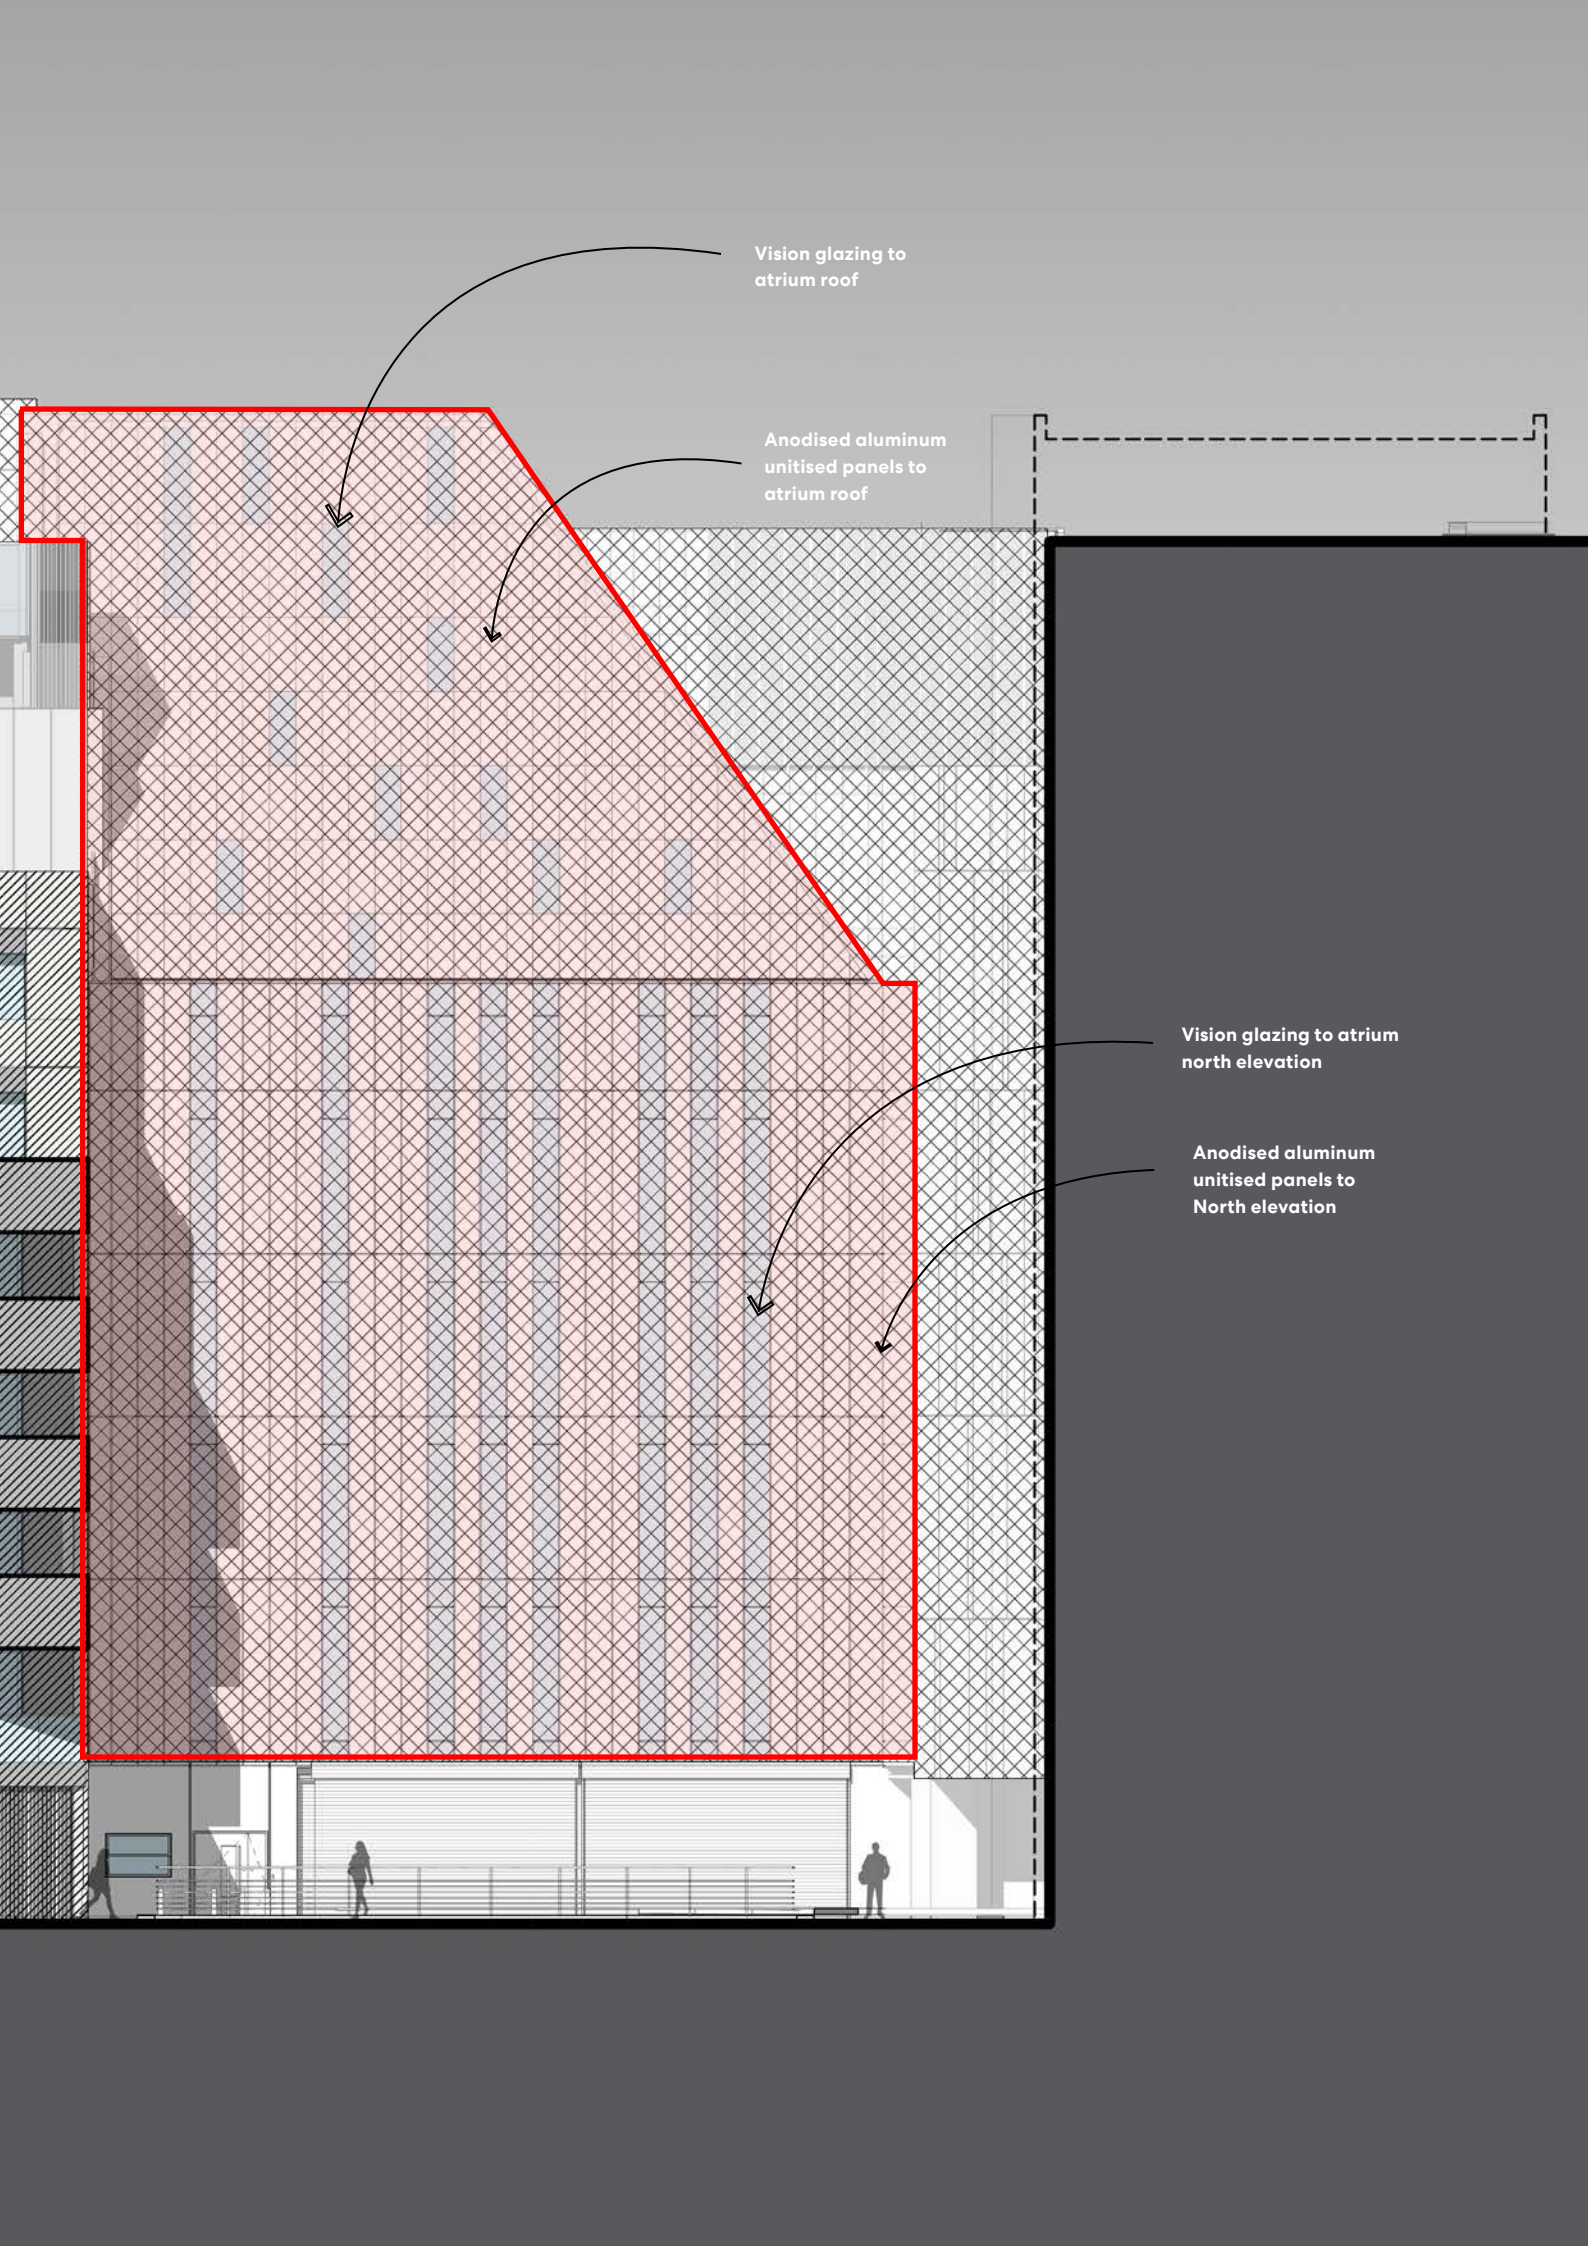 Vision glazing to
atrium roof
Anodised aluminum
unitised panels to
atrium roof
Vision glazing to atrium
north elevation
Anodised aluminum
unitised panels to
North elevation